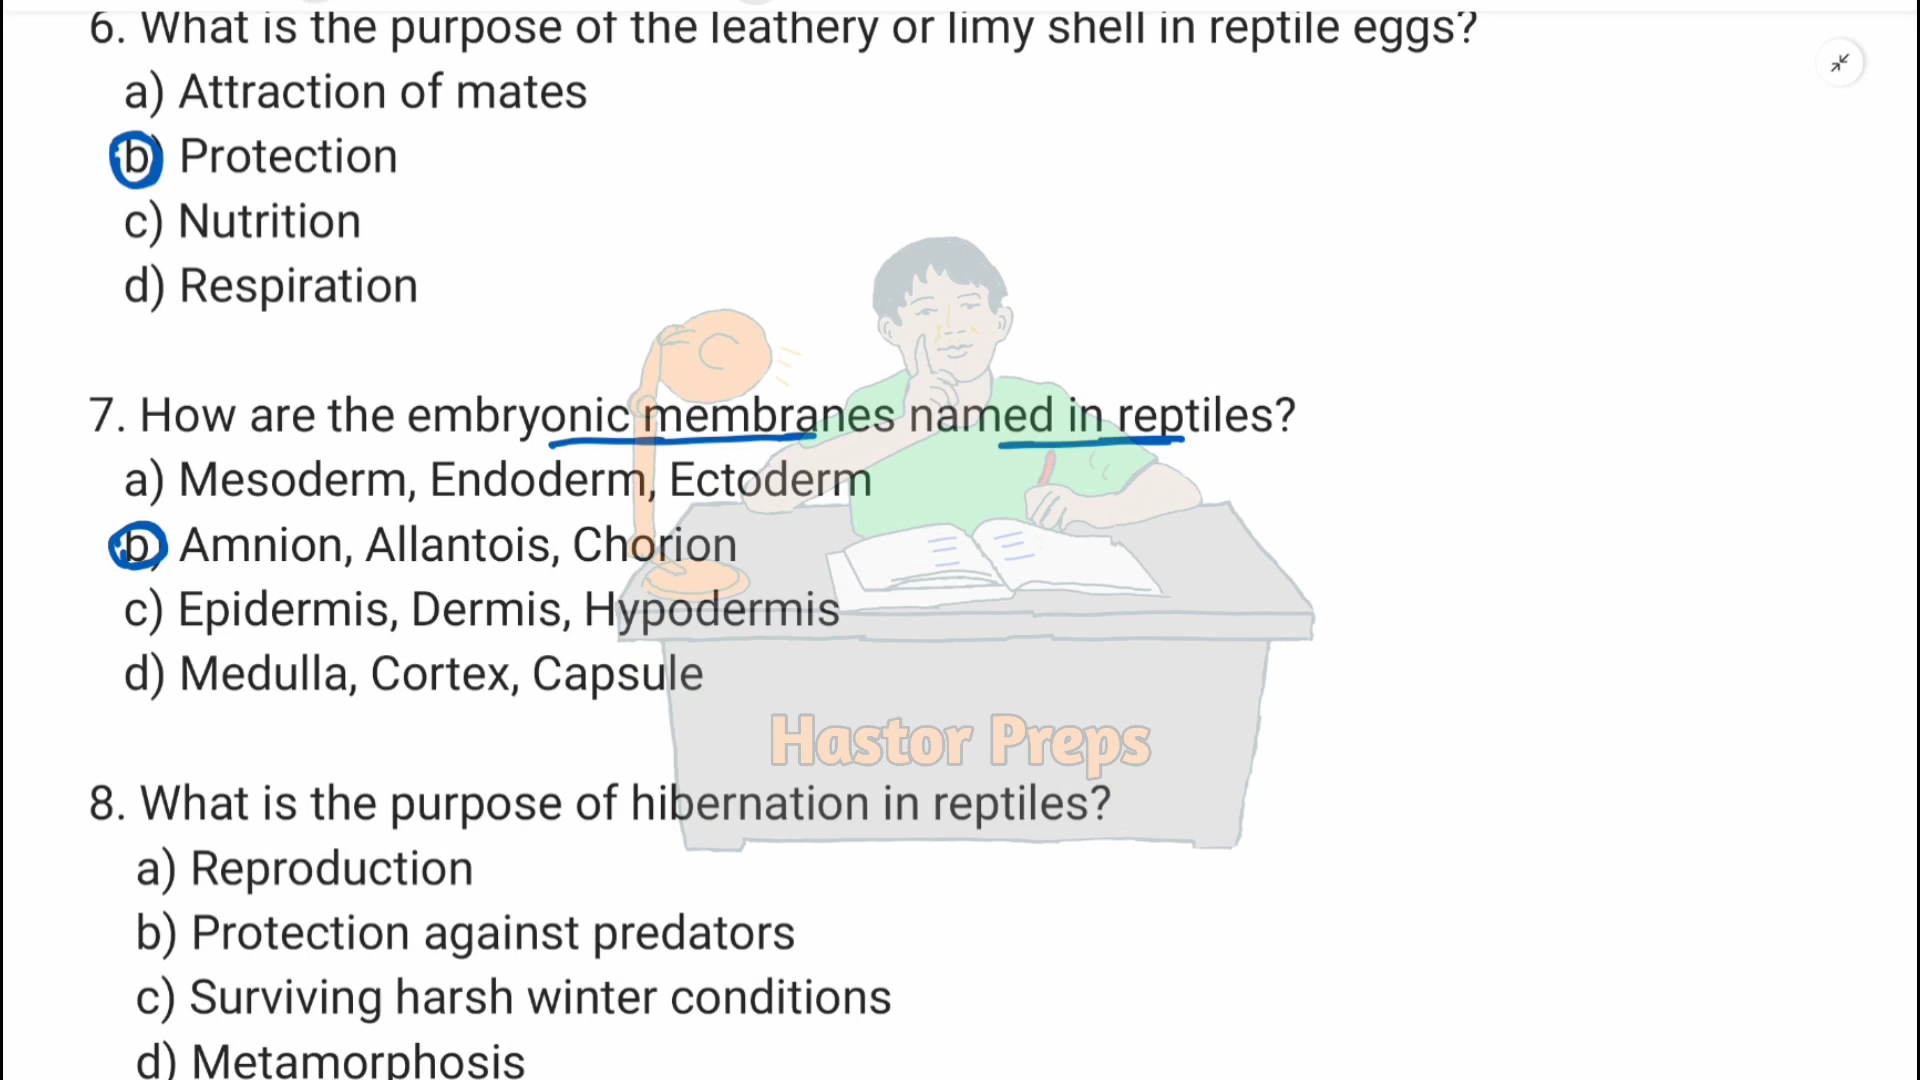 6. What is the purpose of the leathery or limy shell in reptile eggs?
a) Attraction of mates
b) Protection
c) Nutrition
d) Respiration
7. How are the embryonic membranes named in reptiles?
a) Mesoderm, Endoderm, Ectoderm
b) Amnion, Allantois, Chorion
c) Epidermis, Dermis, Hypodermis
d) Medulla, Cortex, Capsule
Hastor Preps
8. What is the purpose of hibernation in reptiles?
a) Reproduction
b) Protection against predators
c) Surviving harsh winter conditions
d) Metamorphosis